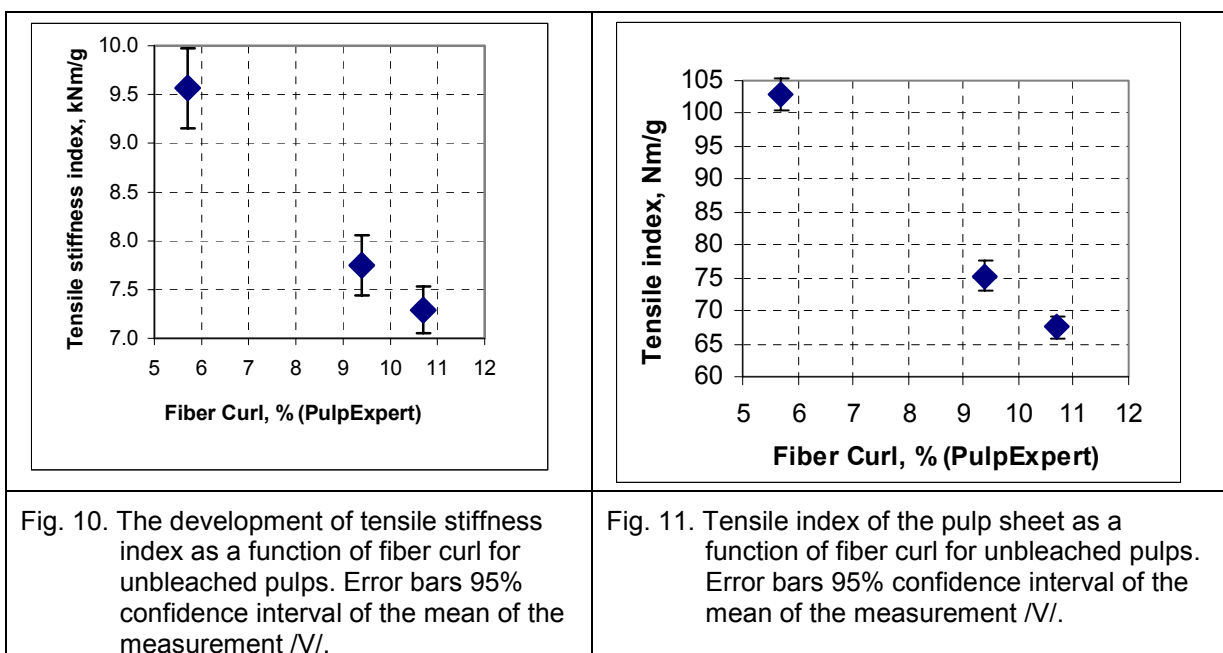 10.0
9.5
9.0
8.5
8.0
7.5
7.0
5 6 7 8 9 10 11 12
Tensile stiffness index, kNm/g
Fiber Curl, % (PulpExpert)
105
100
95
90
85
80
75
70
65
60
5 6 7 8 9 10 11 12
Tensile index, Nm/g
Fiber Curl, % (PulpExpert)
Fig. 10. The development of tensile stiffness
index as a function of fiber curl for
unbleached pulps. Error bars 95%
confidence interval of the mean of the
measurement /V/.
Fig. 11. Tensile index of the pulp sheet as a
function of fiber curl for unbleached pulps.
Error bars 95% confidence interval of the
mean of the measurement /V/.